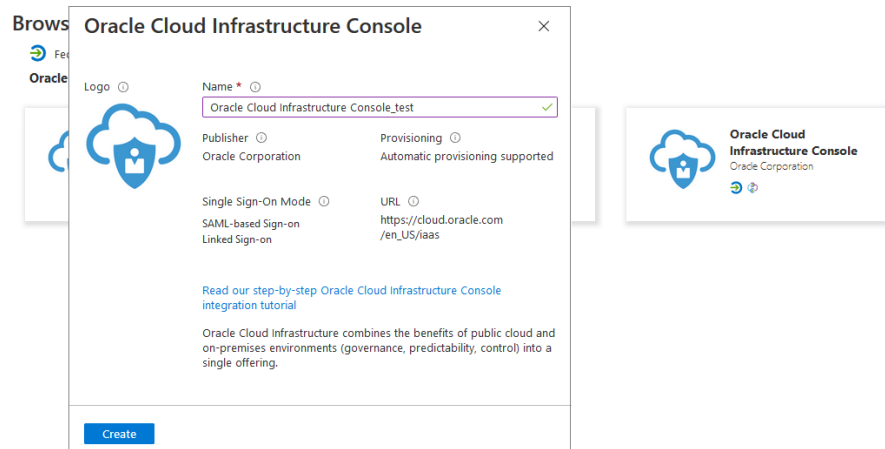 Brows
Oracle Cloud Infrastructure Console
Fe
Oracle
Logo
Name *
Oracle Cloud Infrastructure Console_test
Publisher
Provisioning
Oracle Corporation
Automatic provisioning supported
Single Sign-On Mode
URL
SAML-based Sign-on
Linked Sign-on
https://cloud.oracle.com
/en_US/iaas
Read our step-by-step Oracle Cloud Infrastructure Console
integration tutorial
Oracle Cloud Infrastructure combines the benefits of public cloud and
on-premises environments (governance, predictability, control) into a
single offering.
Create
Oracle Cloud
Infrastructure Console
Oracle Corporation